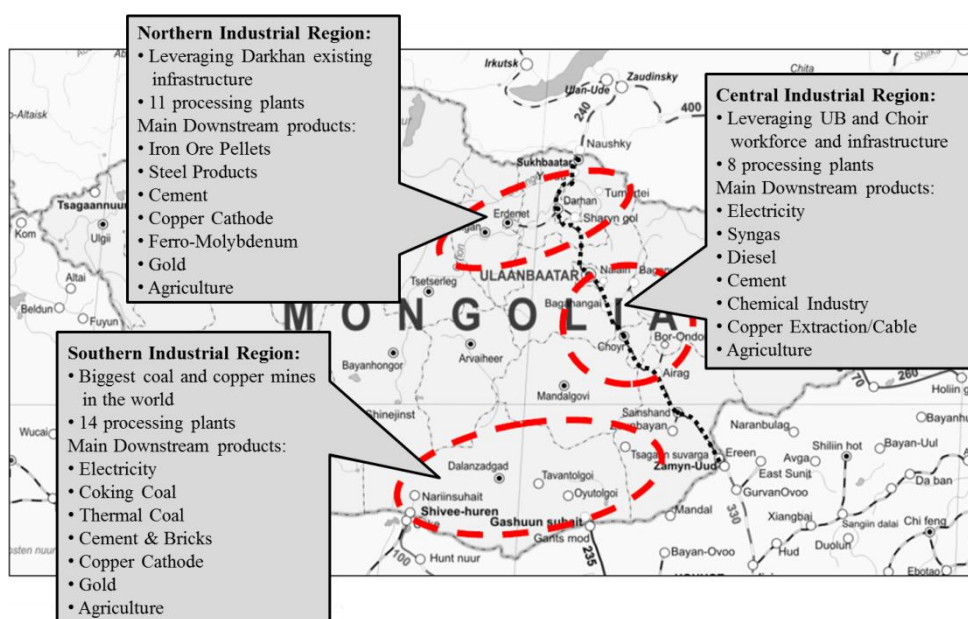 Northern Industrial Region:
• Leveraging Darkhan existing
infrastructure
• 11 processing plants
Main Downstream products:
• Iron Ore Pellets
• Steel Products
• Cement
• Copper Cathode
• Ferro-Molybdenum
• Gold
• Agriculture
Central Industrial Region:
• Leveraging UB and Choir
workforce and infrastructure
• 8 processing plants
Main Downstream products:
• Electricity
• Syngas
• Diesel
• Cement
• Chemical Industry
• Copper Extraction/Cable
• Agriculture
Southern Industrial Region:
• Biggest coal and copper mines
in the world
• 14 processing plants
Main Downstream products:
• Electricity
• Coking Coal
• Thermal Coal
• Cement & Bricks
• Copper Cathode
• Gold
• Agriculture
Irkutsk
Zaudinsky
Chita
Ulan-Ude
240
400
Naushky
Sukhbaatar
o-Altaisk
Tsagaannuur
Kom
Ulgii
Altai
Beldun
Fuyun
Darhan
Erdenet
Sharyn gol
ULAANBAATAR
Nalaih
Tsetserleg
Bagahangai
MONGOLIA
Bor-Ondo
Choyr
Airag
Bayanhongor
Arvaiheer
Mandalgovi
Shinejinst
Sainshand
Wucai
70
260
Holiin
Naranbulag
Tsagaan suvarga
Zamyn-Uud
Ereen
Shiliin hot
Bayan-Uul
Avga
East Sunit
Da ban
GurvanOvoo
Dalanzadgad
Tavantolgoi
Nariinsuhait
Oyutolgoi
Shivee-huren
Gashuun suhait
Gants mod
Mandal
330
Xiangbai
Sangiin dalai
Chi feng
Duolun
100
Hunt nuur
235
Bayan-Ovoo
Hud
Ebotao